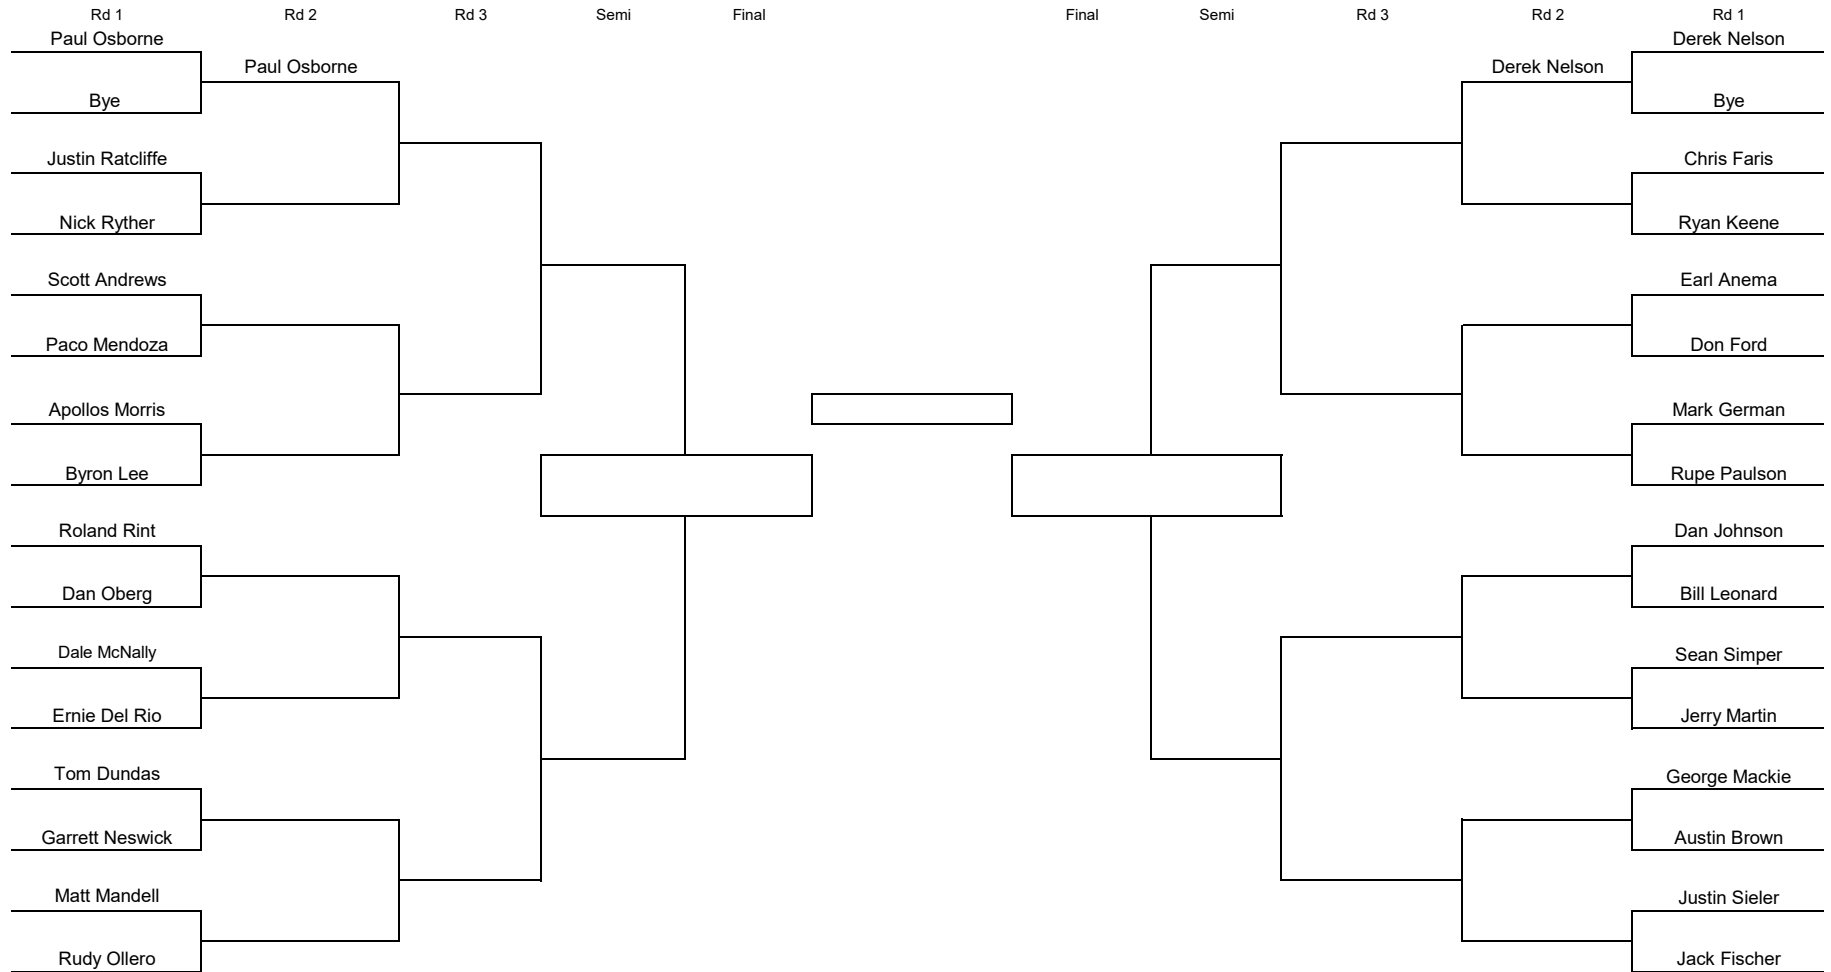 Rd 1 Rd 2 Rd 3 Semi Final Final Semi Rd 3 Rd 2 Rd 1
Paul Osborne Derek Nelson
Paul Osborne Derek Nelson
Bye Bye
Justin Ratcliffe Chris Faris
Nick Ryther Ryan Keene
Scott Andrews Earl Anema
Paco Mendoza Don Ford
Apollos Morris Mark German
Byron Lee Rupe Paulson
Roland Rint Dan Johnson
Dan Oberg Bill Leonard
Dale McNally Sean Simper
Ernie Del Rio Jerry Martin
Tom Dundas George Mackie
Garrett Neswick Austin Brown
Matt Mandell Justin Sieler
Rudy Ollero Jack Fischer